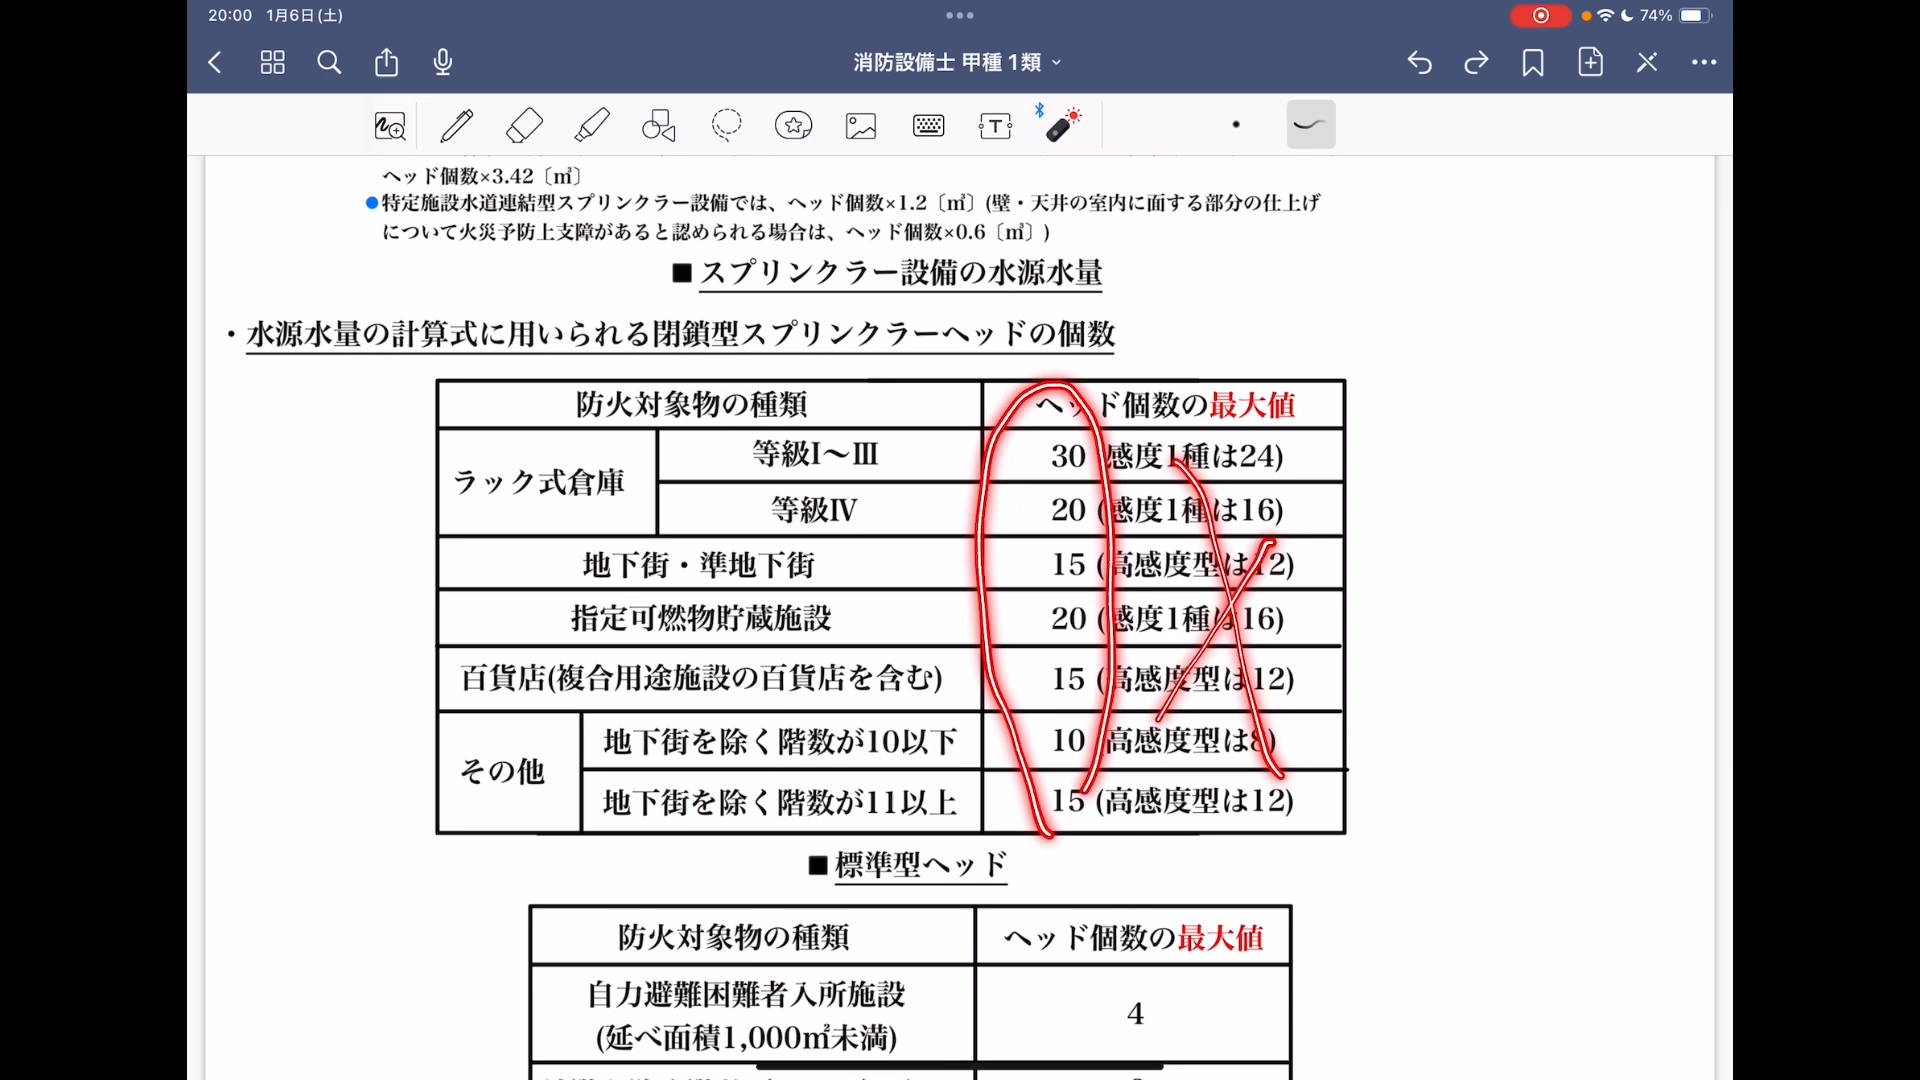 20:00 1月6日(土)
74%
消防設備士 甲種 1類
ヘッド個数×3.42〔㎥〕
●特定施設水道連結型スプリンクラー設備では、ヘッド個数×1.2〔㎥〕(壁・天井の室内に面する部分の仕上げ
について火災予防上支障があると認められる場合は、ヘッド個数×0.6〔㎥〕)
■スプリンクラー設備の水源水量
・水源水量の計算式に用いられる閉鎖型スプリンクラーヘッドの個数
防火対象物の種類 ヘッド個数の最大値
ラック式倉庫 等級Ⅰ～Ⅲ 30 (感度1種は24)
等級Ⅳ 20 (感度1種は16)
地下街・準地下街 15 (高感度型は12)
指定可燃物貯蔵施設 20 (感度1種は16)
百貨店(複合用途施設の百貨店を含む) 15 (高感度型は12)
その他 地下街を除く階数が10以下 10 (高感度型は8)
地下街を除く階数が11以上 15 (高感度型は12)
■標準型ヘッド
防火対象物の種類 ヘッド個数の最大値
自力避難困難者入所施設 4
(延べ面積1,000㎡未満)